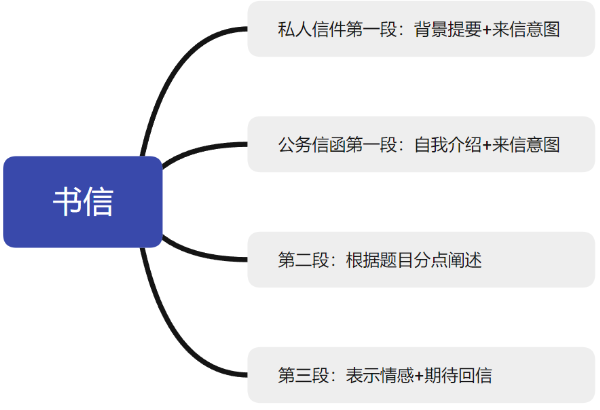 私人信件第一段：背景提要+来信意图
公务信函第一段：自我介绍+来信意图
书信
第二段：根据题目分点阐述
第三段：表示情感+期待回信